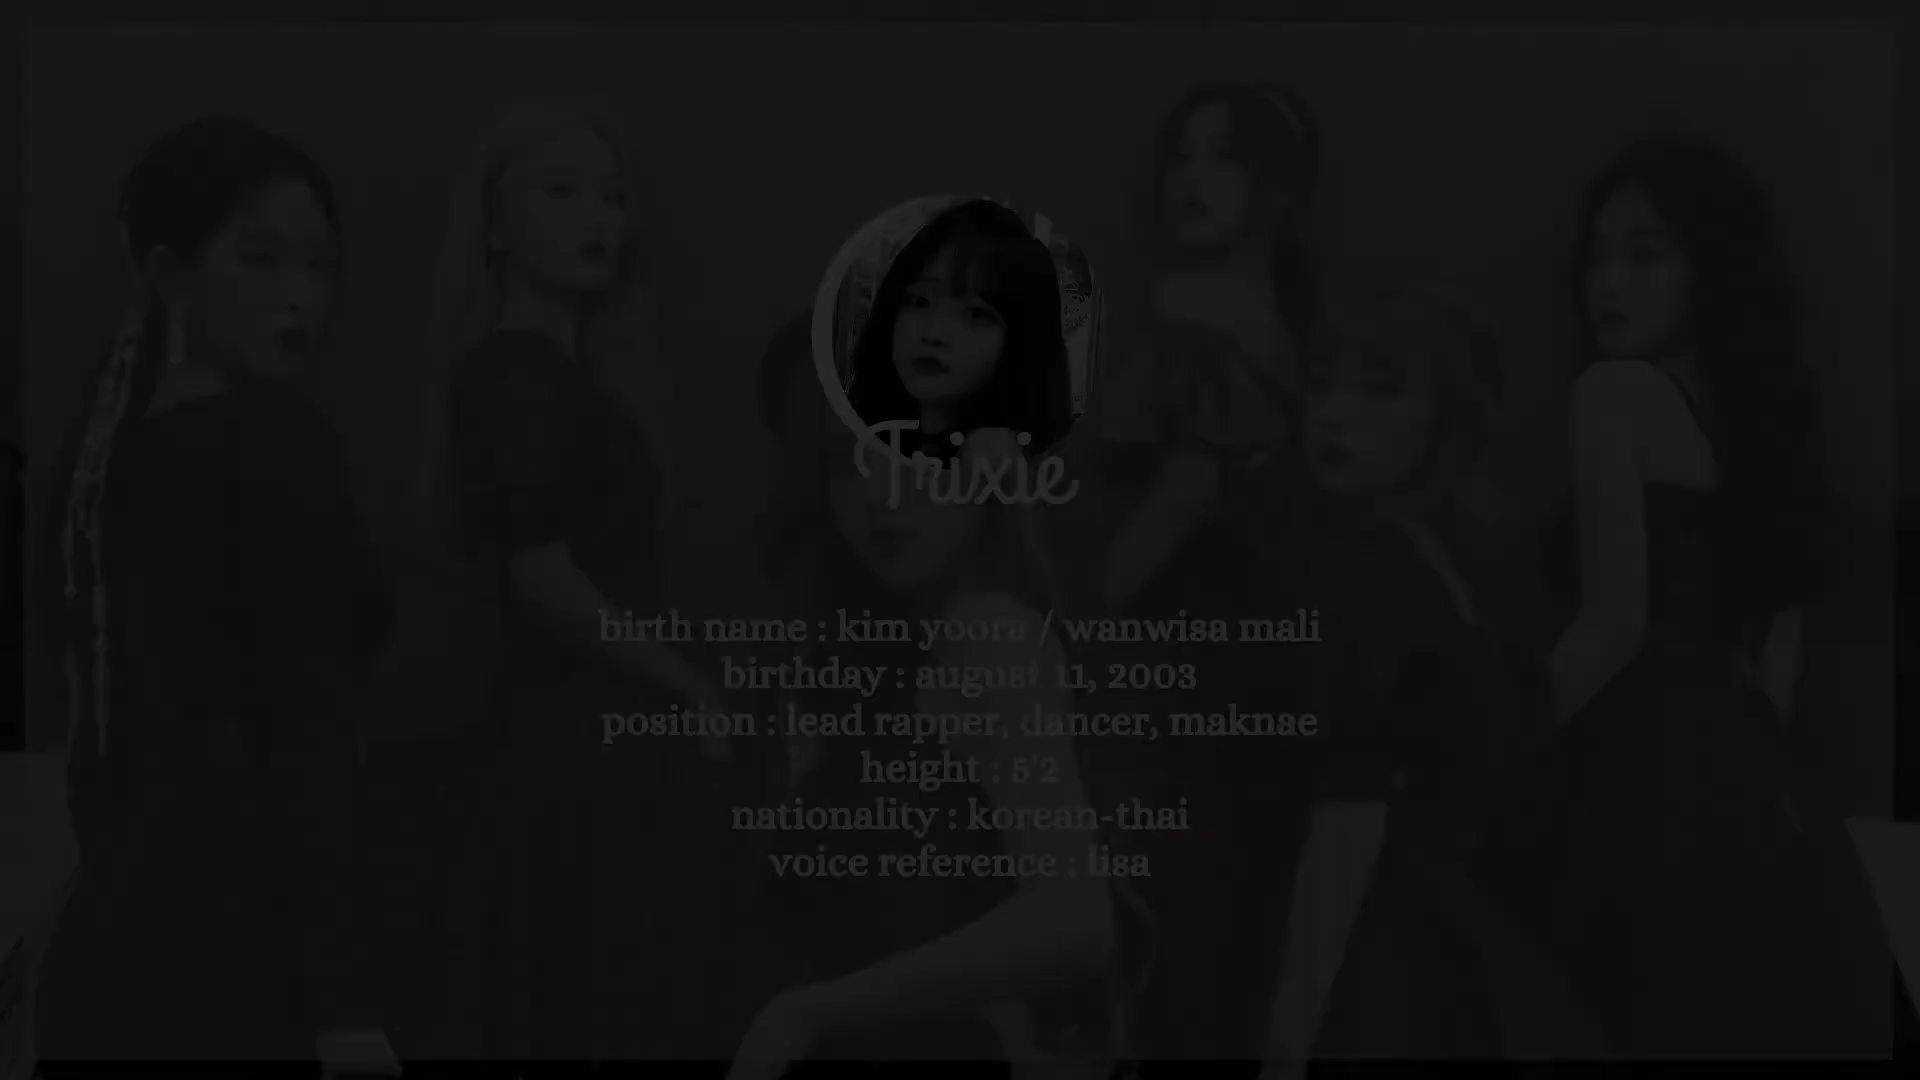 Trixie
birth name : kim yoora / wanwisa mali
birthday : august 11, 2003
position : lead rapper, dancer, maknae
height : 5'2
nationality : korean-thai
voice reference : lisa